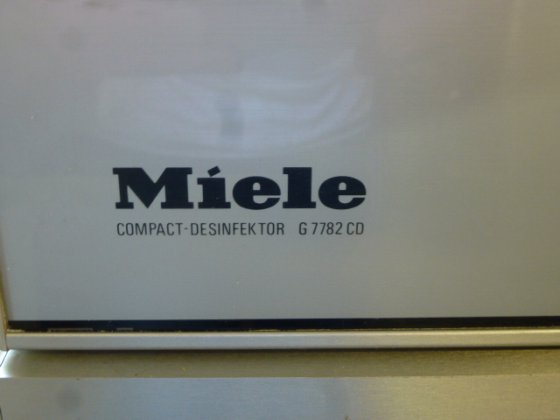 Miele
COMPACT-DESINFEKTOR G 7782 CD